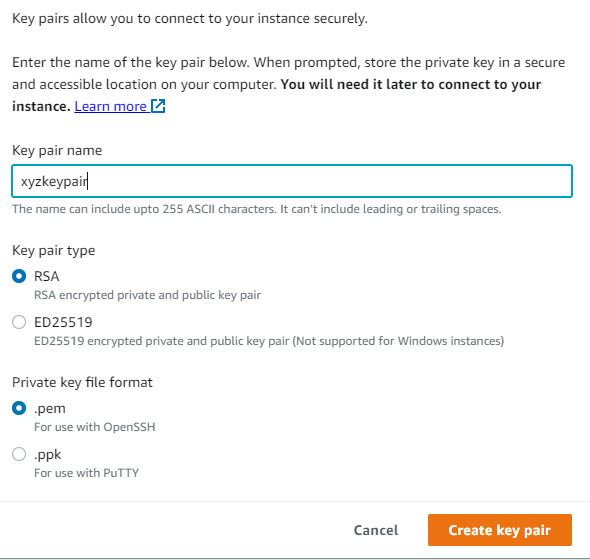 Key pairs allow you to connect to your instance securely.
Enter the name of the key pair below. When prompted, store the private key in a secure
and accessible location on your computer. You will need it later to connect to your
instance. Learn more
Key pair name
xyzkeypair
The name can include upto 255 ASCII characters. It can't include leading or trailing spaces.
Key pair type
RSA
RSA encrypted private and public key pair
ED25519
ED25519 encrypted private and public key pair (Not supported for Windows instances)
Private key file format
.pem
For use with OpenSSH
.ppk
For use with PuTTY
Cancel Create key pair